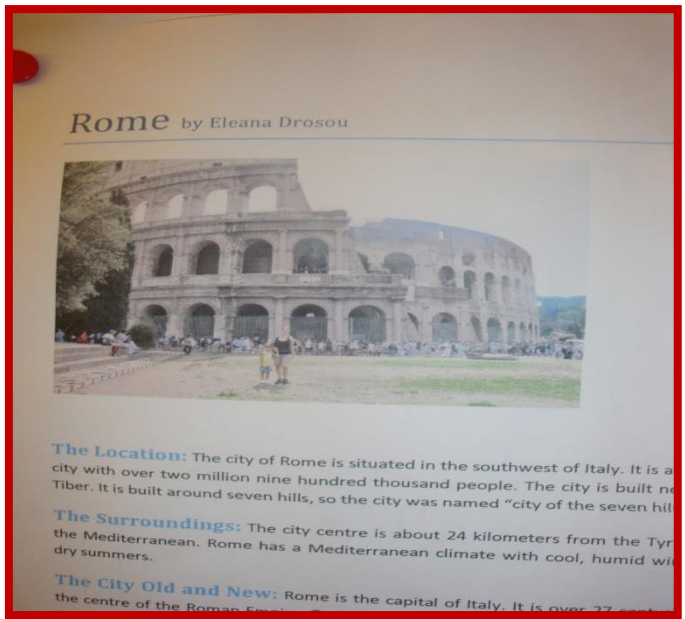 Rome by Eleana Drosou
The Location: The city of Rome is situated in the southwest of Italy. It is a
city with over two million nine hundred thousand people. The city is built
Tiber. It is built around seven hills, so the city was named “city of the seven
The Surroundings: The city centre is about 24 kilometers from the
the Mediterranean. Rome has a Mediterranean climate with cool, humid
dry summers.
The City Old and New: Rome is the capital of Italy. It is over 27
the centre of the Roman